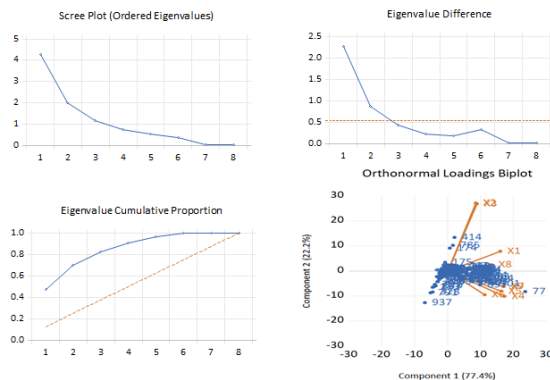 Scree Plot (Ordered Eigenvalues)
5
4
3
2
1
0
1 2 3 4 5 6 7 8
Eigenvalue Difference
2.5
2.0
1.5
1.0
0.5
0.0
1 2 3 4 5 6 7 8
Eigenvalue Cumulative Proportion
1.0
0.8
0.6
0.4
0.2
0.0
1 2 3 4 5 6 7 8
Orthonormal Loadings Biplot
Component 2 (22.2%)
30
20
10
0
-10
-20
-30
-30 -20 -10 0 10 20 30
414
785
174
175
X1
X8
X4
77
937
Component 1 (77.4%)